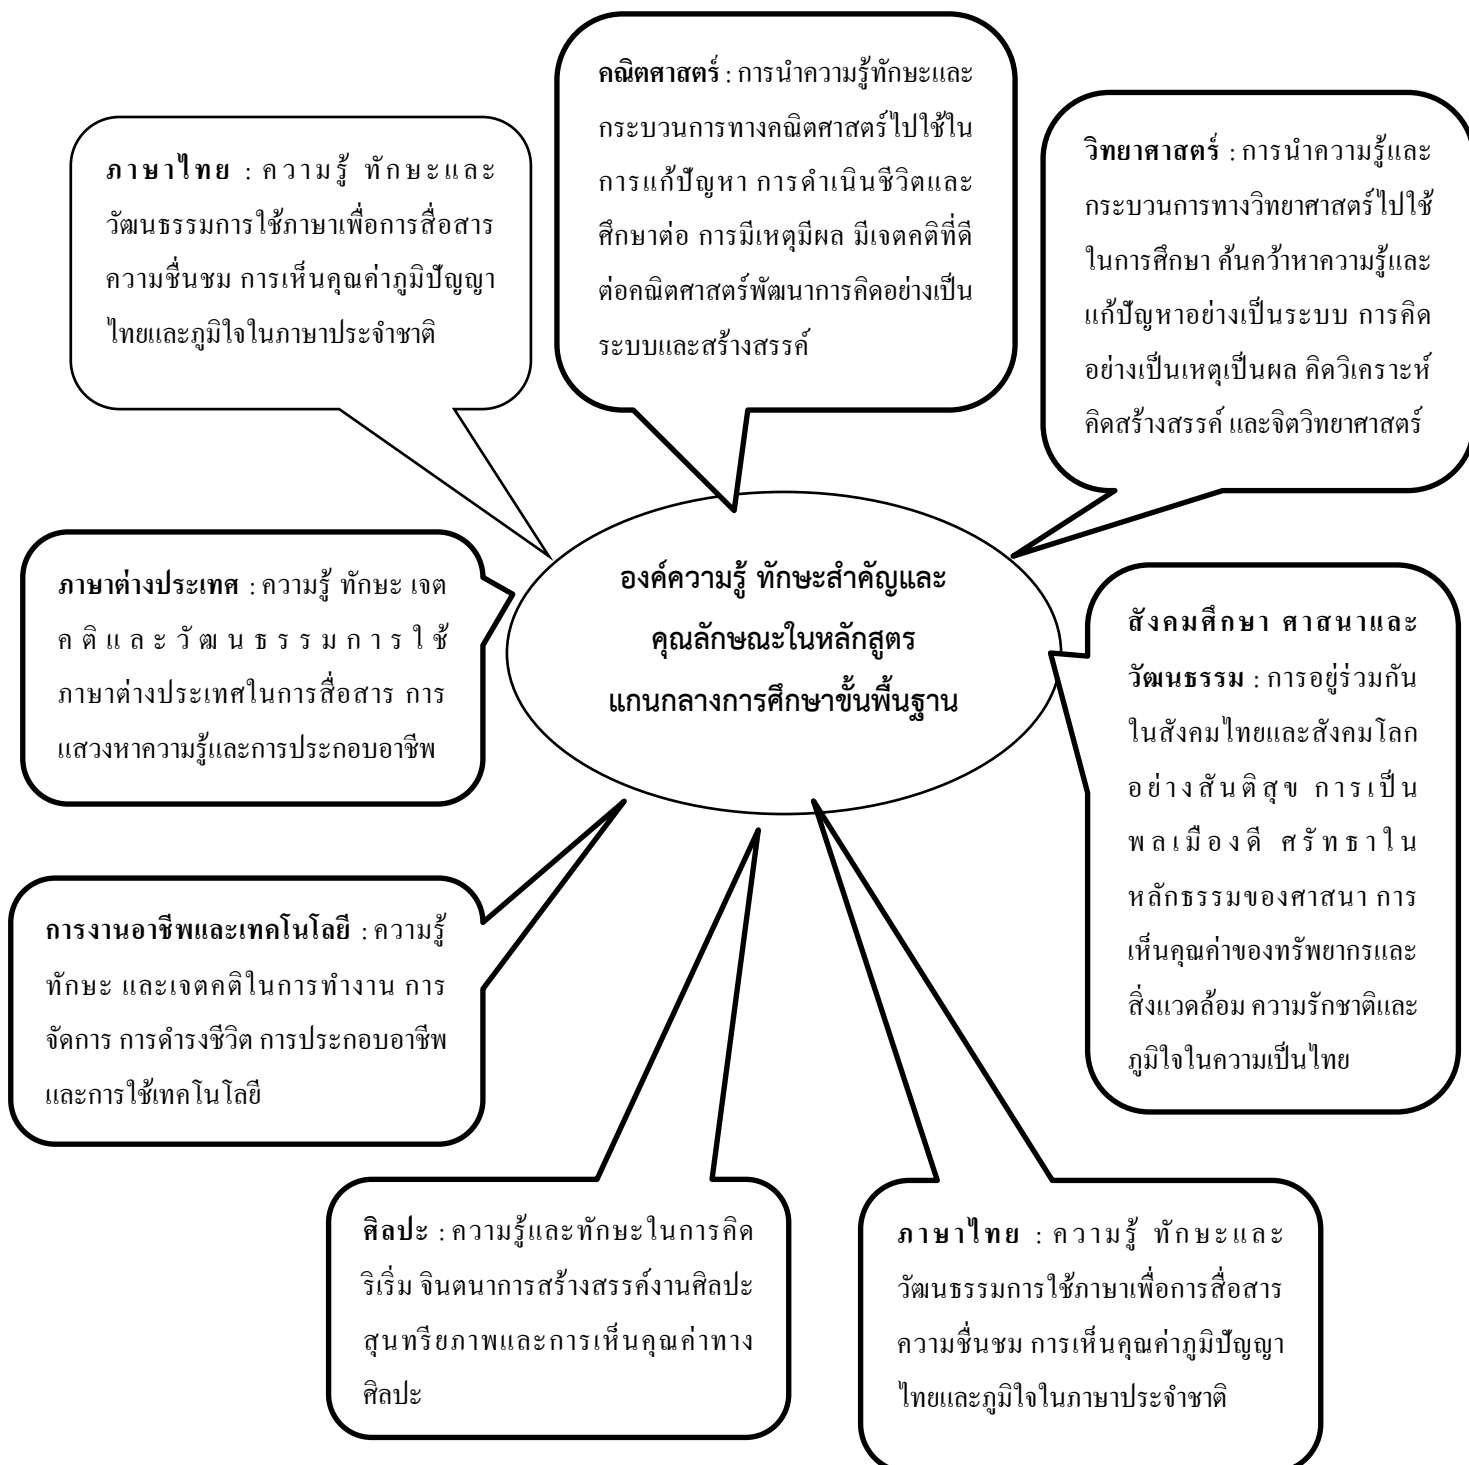 คณิตศาสตร์ : การนำความรู้ทักษะและ
กระบวนการทางคณิตศาสตร์ไปใช้ใน
การแก้ปัญหา การดำเนินชีวิตและ
ศึกษาต่อ การมีเหตุมีผล มีเจตคติที่ดี
ต่อคณิตศาสตร์พัฒนาการคิดอย่างเป็น
ระบบและสร้างสรรค์
ภาษาไทย : ความรู้ ทักษะและ
วัฒนธรรมการใช้ภาษาเพื่อการสื่อสาร
ความชื่นชม การเห็นคุณค่าภูมิปัญญา
ไทยและภูมิใจในภาษาประจำชาติ
วิทยาศาสตร์ : การนำความรู้และ
กระบวนการทางวิทยาศาสตร์ไปใช้
ในการศึกษา ค้นคว้าหาความรู้และ
แก้ปัญหาอย่างเป็นระบบ การคิด
อย่างเป็นเหตุเป็นผล คิดวิเคราะห์
คิดสร้างสรรค์ และจิตวิทยาศาสตร์
องค์ความรู้ ทักษะสำคัญและ
คุณลักษณะในหลักสูตร
แกนกลางการศึกษาขั้นพื้นฐาน
ภาษาต่างประเทศ : ความรู้ ทักษะ เจต
คติและวัฒนธรรมการใช้
ภาษาต่างประเทศในการสื่อสาร การ
แสวงหาความรู้และการประกอบอาชีพ
สังคมศึกษา ศาสนาและ
วัฒนธรรม : การอยู่ร่วมกัน
ในสังคมไทยและสังคมโลก
อย่างสันติสุข การเป็น
พลเมืองดี ศรัทธาใน
หลักธรรมของศาสนา การ
เห็นคุณค่าของทรัพยากรและ
สิ่งแวดล้อม ความรักชาติและ
ภูมิใจในความเป็นไทย
การงานอาชีพและเทคโนโลยี : ความรู้
ทักษะ และเจตคติในการทำงาน การ
จัดการ การดำรงชีวิต การประกอบอาชีพ
และการใช้เทคโนโลยี
ศิลปะ : ความรู้และทักษะในการคิด
ริเริ่ม จินตนาการสร้างสรรค์งานศิลปะ
สุนทรียภาพและการเห็นคุณค่าทาง
ศิลปะ
ภาษาไทย : ความรู้ ทักษะและ
วัฒนธรรมการใช้ภาษาเพื่อการสื่อสาร
ความชื่นชม การเห็นคุณค่าภูมิปัญญา
ไทยและภูมิใจในภาษาประจำชาติ